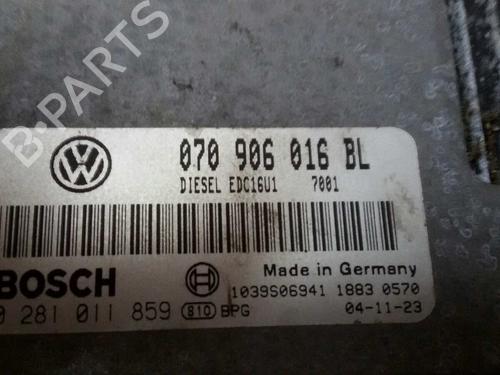 B-PARTS
070 906 016 BL
DIESEL EDC16U1 7001
BOSCH
Made in Germany
0 281 011 859 810 BPG
1039S06941 1883 0570
04-11-23